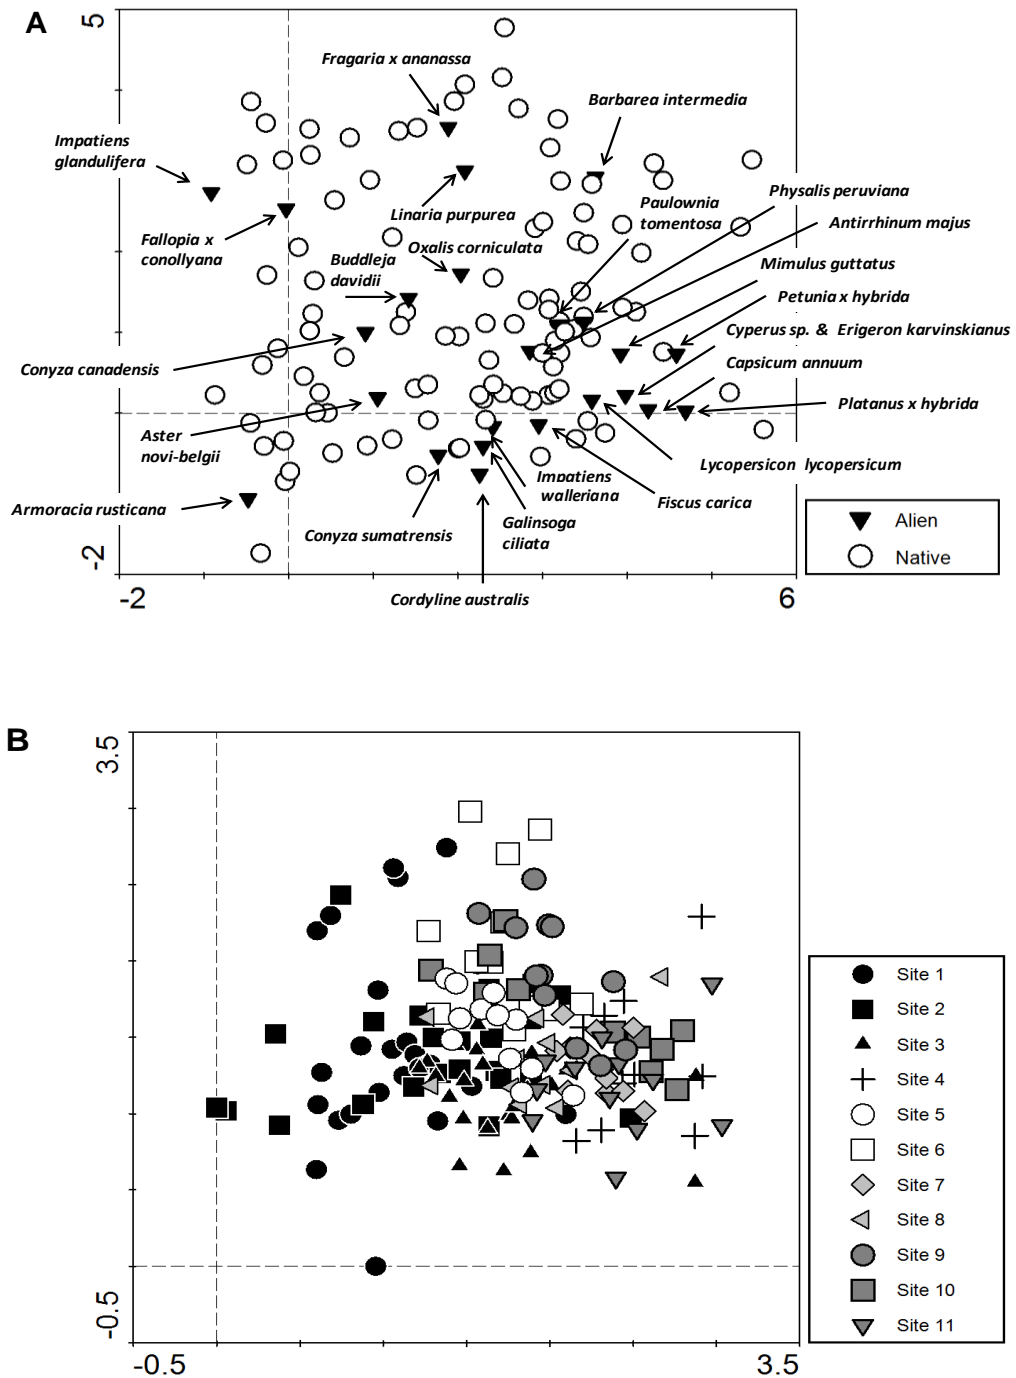 A
5
Fragaria x ananassa
Barbarea intermedia
Impatiens
glandulifera
Physalis peruviana
Paulownia
tomentosa
Linaria purpurea
Antirrhinum majus
Fallopia x
conollyana
Oxalis corniculata
Buddleja
davidii
Mimulus guttatus
Petunia x hybrida
Cyperus sp. & Erigeron karvinskianus
Conyza canadensis
Capsicum annuum
Platanus x hybrida
Aster
novi-belgii
Lycopersicon lycopersicum
Impatiens
walleriana
Fiscus carica
Armoracia rusticana
Conyza sumatrensis
Galinsoga
ciliata
Cordyline australis
Alien
Native
-2
-2
6
B
3.5
-0.5
-0.5
3.5
Site 1
Site 2
Site 3
Site 4
Site 5
Site 6
Site 7
Site 8
Site 9
Site 10
Site 11